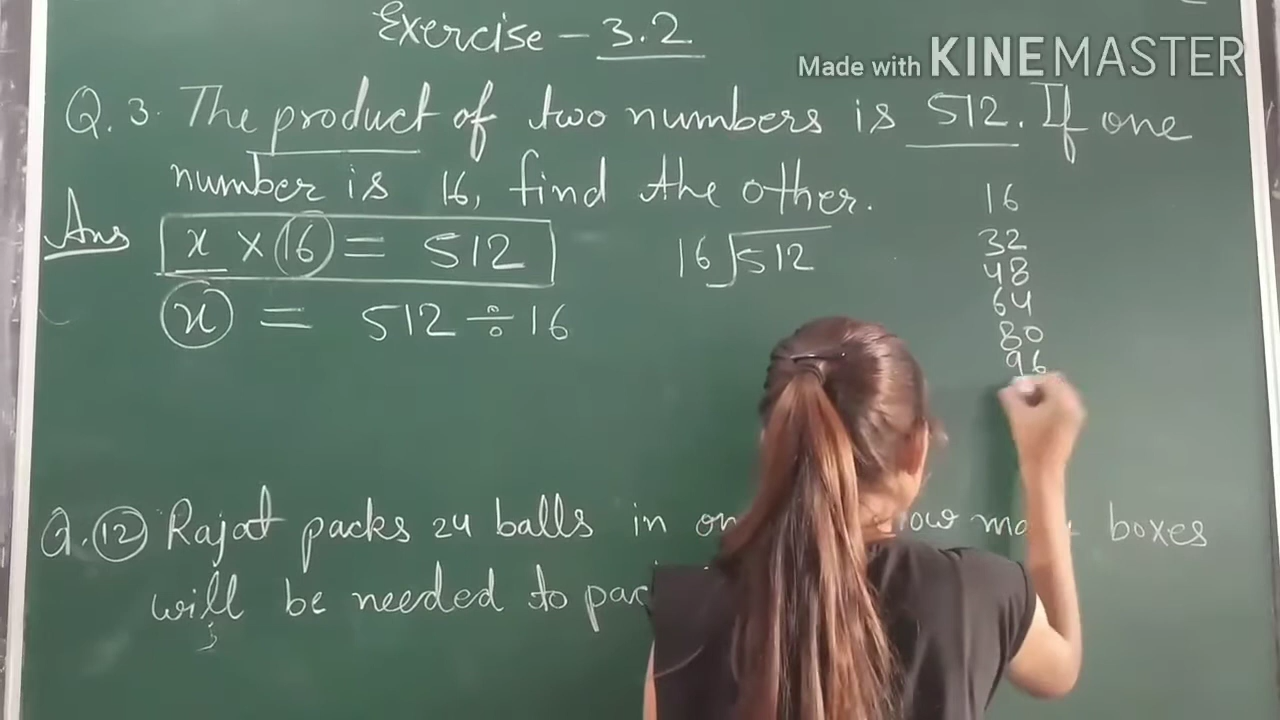 Exercise – 3.2
Made with KINEMASTER
Q. 3. The product of two numbers is 512. If one
number is 16, find the other.
Ans
x × 16 = 512
x = 512 ÷ 16
16 512
16
32
48
64
80
96
Q. 12 Rajat packs 24 balls in boxes
will be needed to